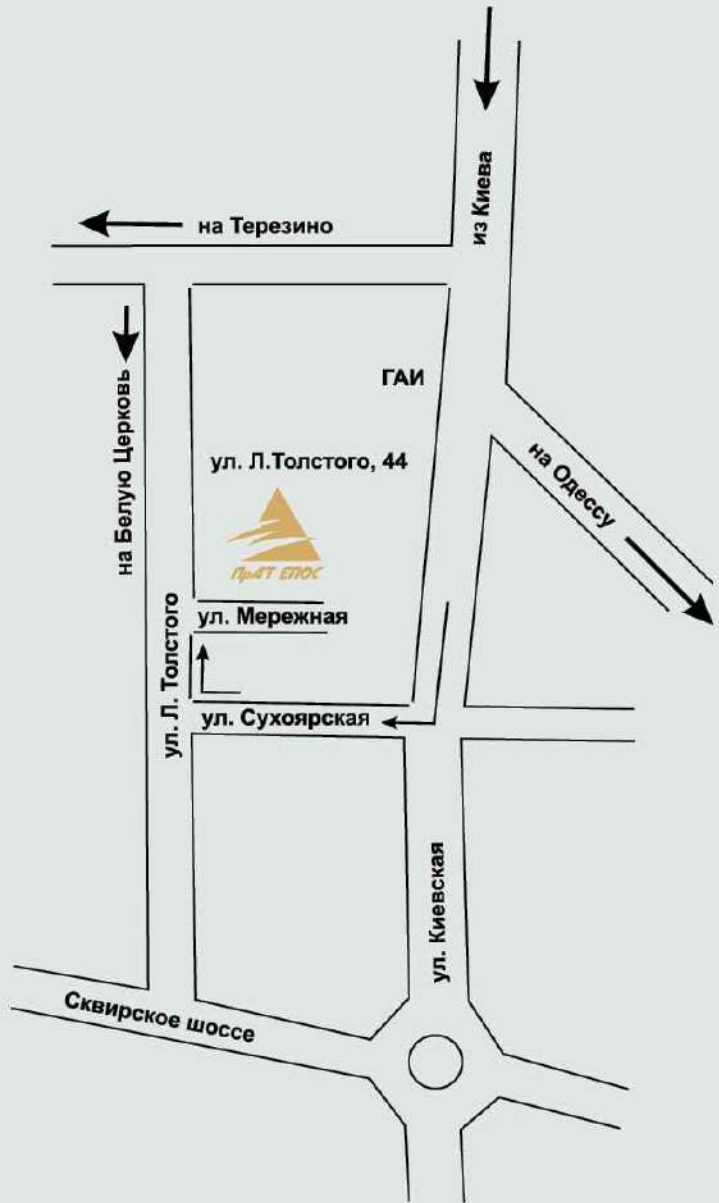 из Киева
на Терезино
ГАИ
на Белую Церковь
ул. Л.Толстого, 44
на Одессу
ПрАТ ЕПОС
ул. Мережная
ул. Л. Толстого
ул. Сухоярская
ул. Киевская
Сквирское шоссе